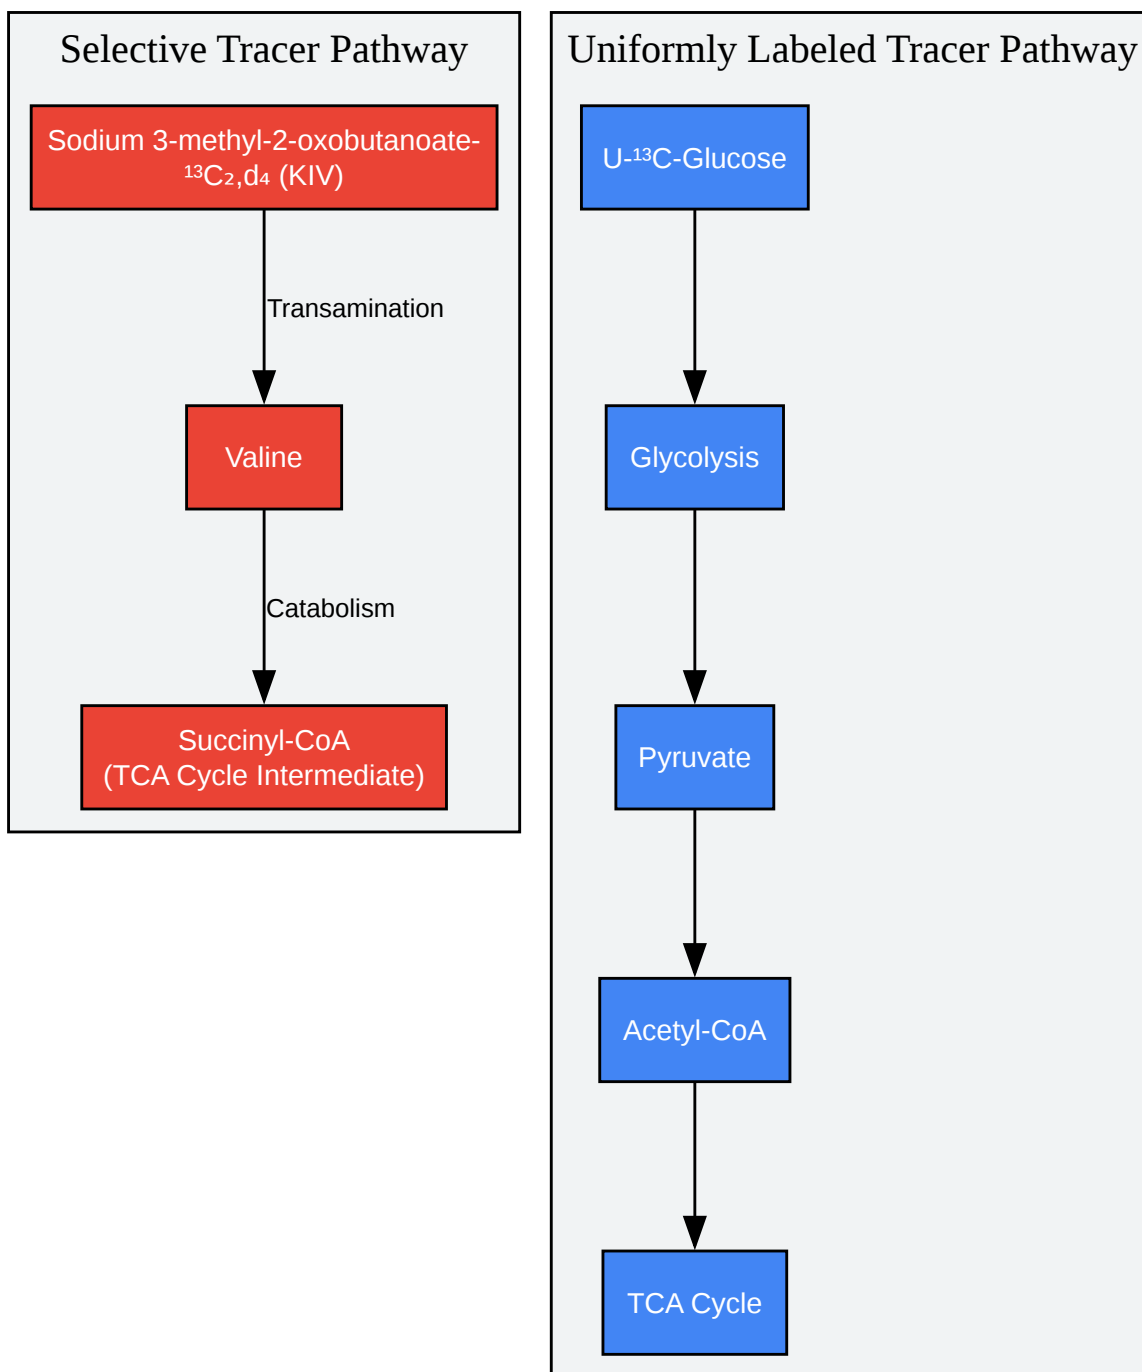 Selective Tracer Pathway
Sodium 3-methyl-2-oxobutanoate-
¹³C₂,d₄ (KIV)
Transamination
Valine
Catabolism
Succinyl-CoA
(TCA Cycle Intermediate)
Uniformly Labeled Tracer Pathway
U-¹³C-Glucose
Glycolysis
Pyruvate
Acetyl-CoA
TCA Cycle